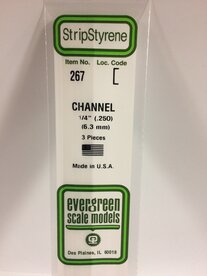 StripStyrene
Item No. Loc. Code
267
CHANNEL
1/4" (.250)
(6.3 mm)
3 Pieces
Made in U.S.A.
evergreen
scale models
Des Plaines, IL 60018